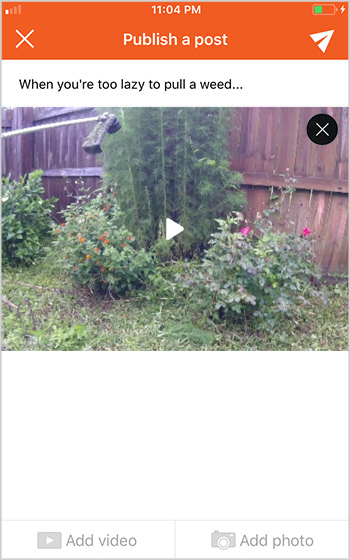 11:04 PM
Publish a post
When you're too lazy to pull a weed...
Add video
Add photo